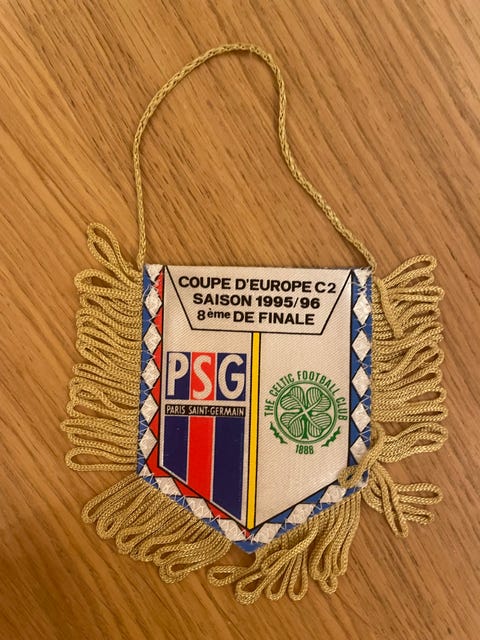 COUPE D'EUROPE C2
SAISON 1995/96
8ème DE FINALE
PSG
PARIS SAINT-GERMAIN
THE CELTIC FOOTBALL CLUB
1888